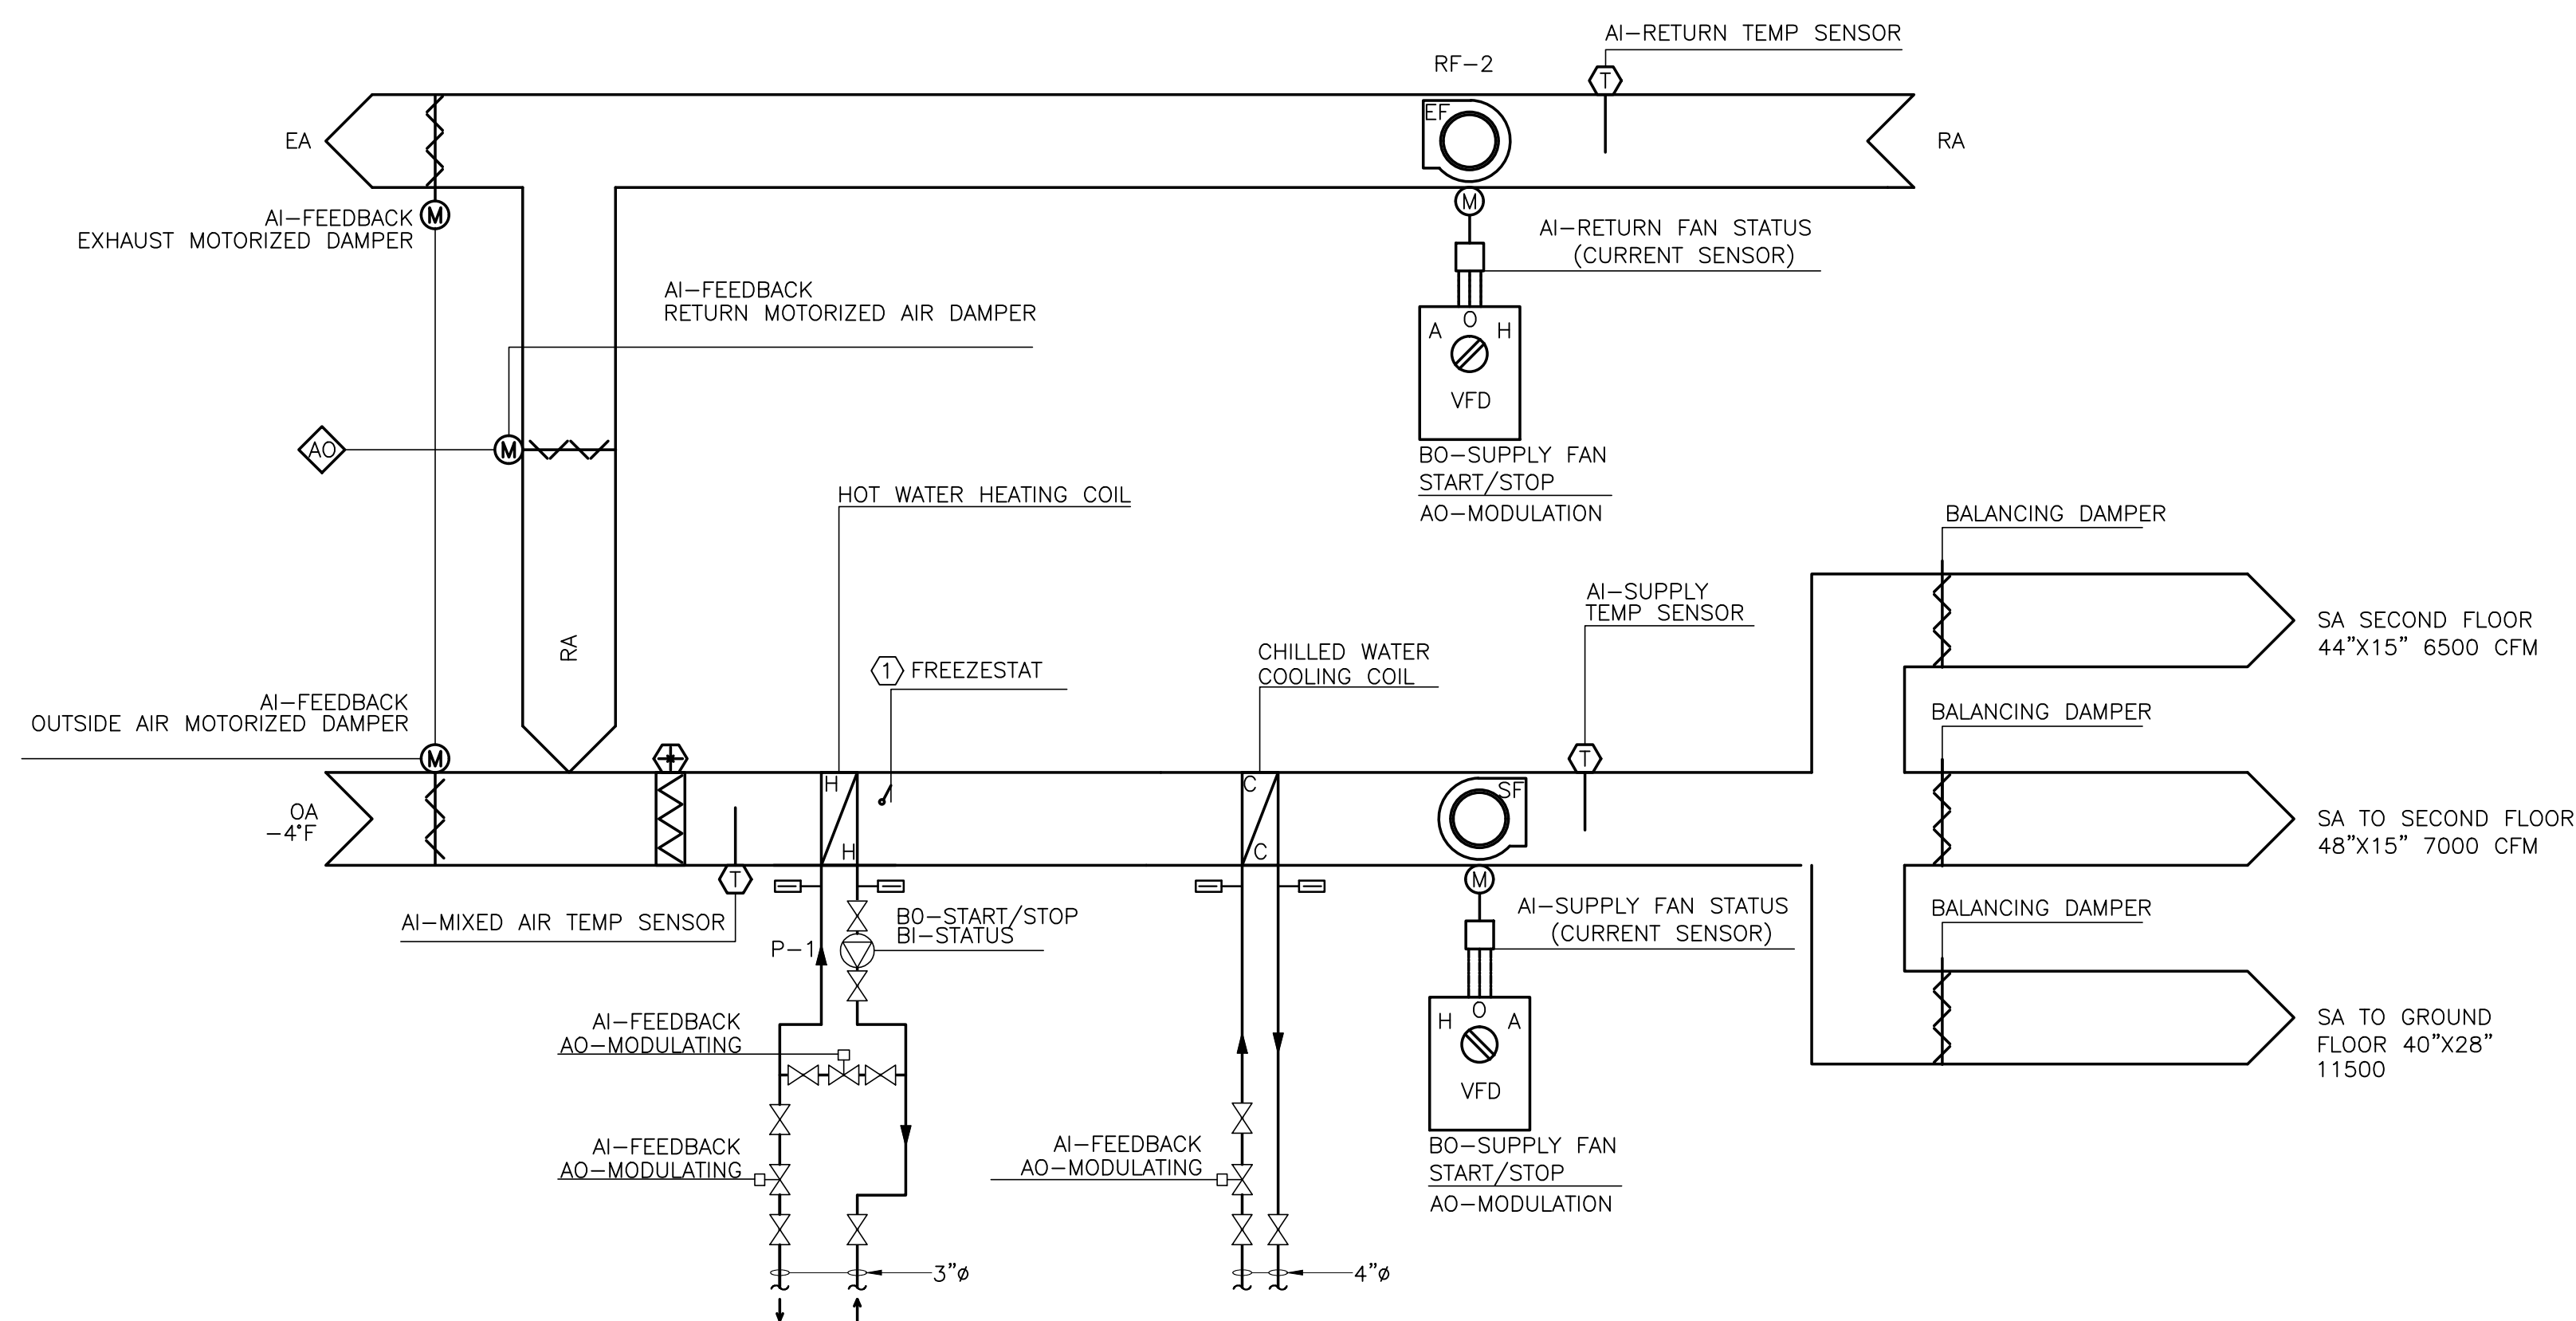 AI-RETURN TEMP SENSOR
RF-2
T
EF
EA
RA
M
M
AI-FEEDBACK
EXHAUST MOTORIZED DAMPER
AI-RETURN FAN STATUS
(CURRENT SENSOR)
AI-FEEDBACK
RETURN MOTORIZED AIR DAMPER
A O H
VFD
AO
M
BO-SUPPLY FAN
START/STOP
AO-MODULATION
HOT WATER HEATING COIL
BALANCING DAMPER
AI-SUPPLY
TEMP SENSOR
SA SECOND FLOOR
44"X15" 6500 CFM
RA
1 FREEZESTAT
CHILLED WATER
COOLING COIL
AI-FEEDBACK
OUTSIDE AIR MOTORIZED DAMPER
BALANCING DAMPER
M
T
H
C
SF
OA
-4°F
SA TO SECOND FLOOR
48"X15" 7000 CFM
H
C
T
M
AI-MIXED AIR TEMP SENSOR
BO-START/STOP
BI-STATUS
P-1
AI-SUPPLY FAN STATUS
(CURRENT SENSOR)
BALANCING DAMPER
AI-FEEDBACK
AO-MODULATING
H O A
VFD
SA TO GROUND
FLOOR 40"X28"
11500
AI-FEEDBACK
AO-MODULATING
AI-FEEDBACK
AO-MODULATING
BO-SUPPLY FAN
START/STOP
AO-MODULATION
3"ø
4"ø